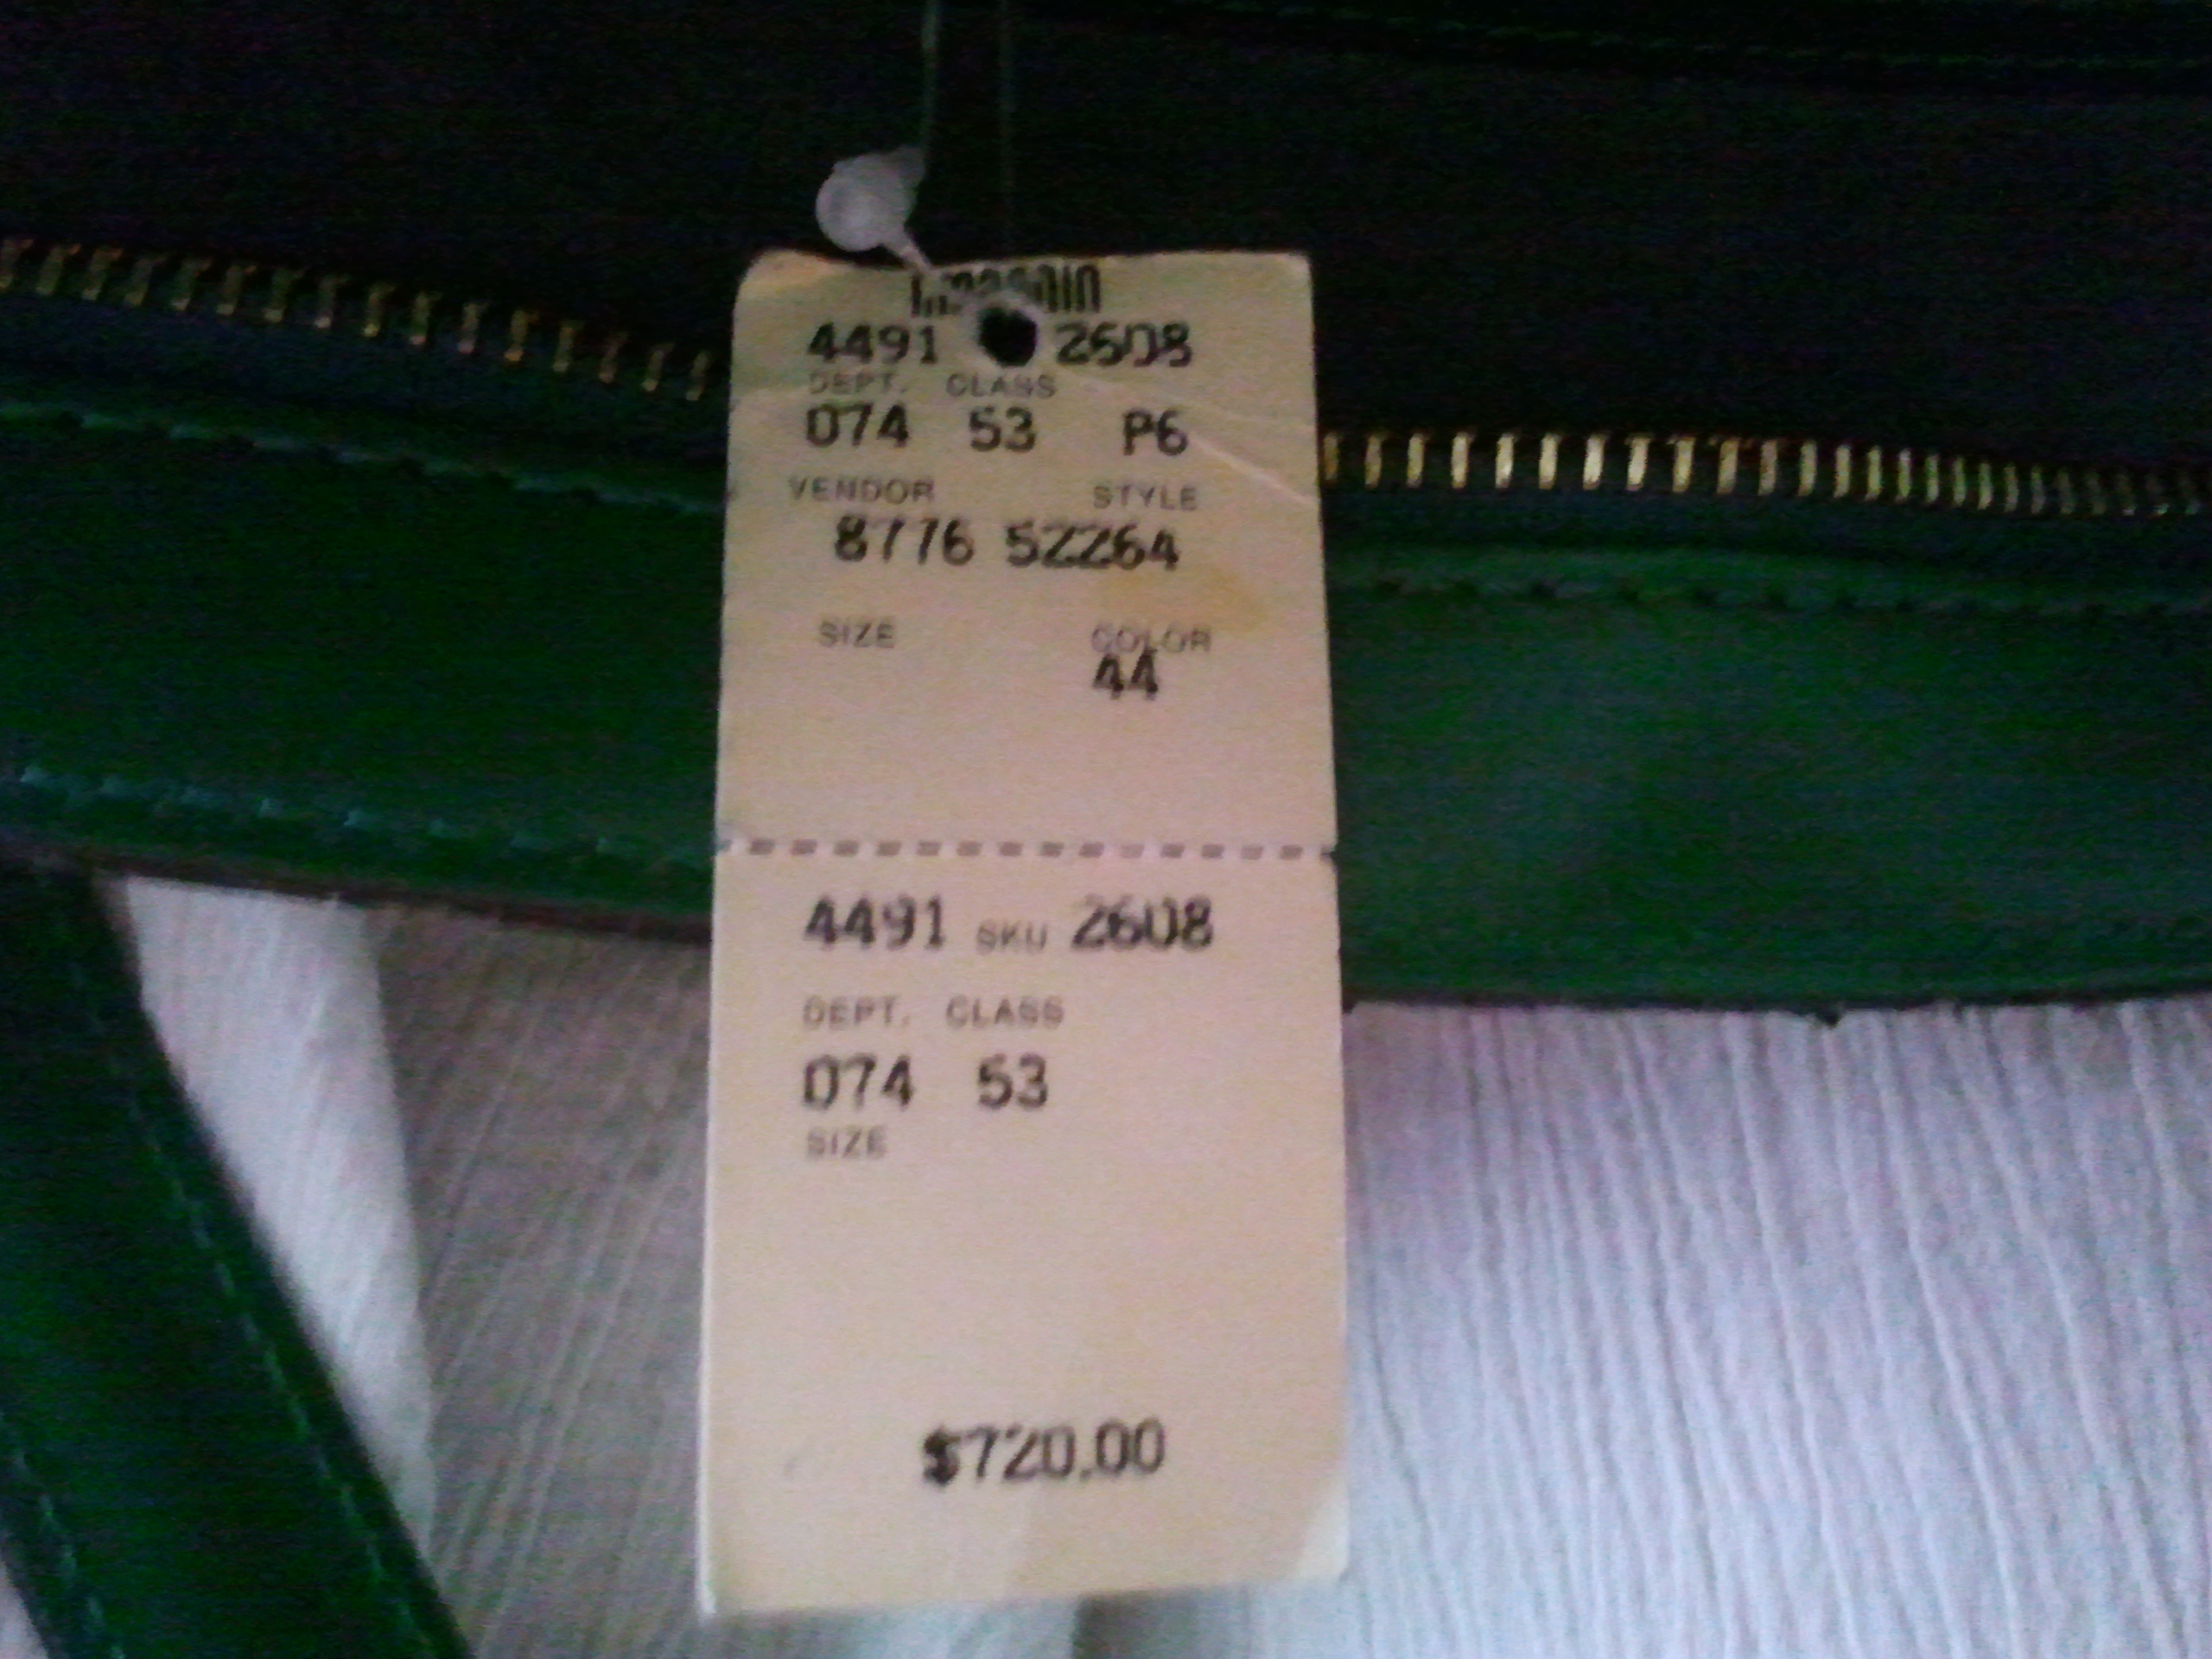 4491 2608
DEPT. CLASS
074 53 P6
VENDOR STYLE
8776 52264
SIZE COLOR
44
4491 SKU 2608
DEPT. CLASS
074 53
SIZE
$720.00